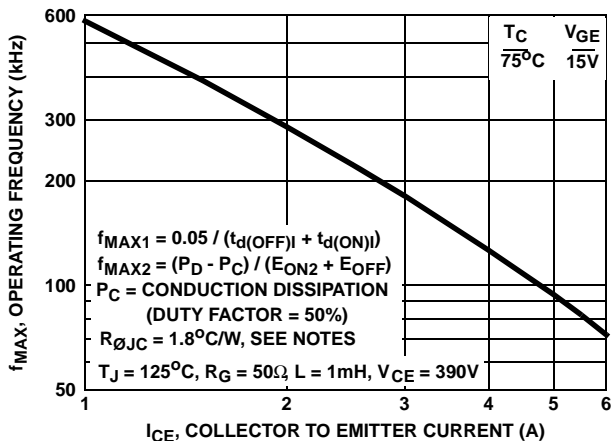 600
300
200
100
50
f_MAX, OPERATING FREQUENCY (kHz)
T_C V_GE
75°C 15V
f_MAX1 = 0.05 / (t_d(OFF)I + t_d(ON)I)
f_MAX2 = (P_D - P_C) / (E_ON2 + E_OFF)
P_C = CONDUCTION DISSIPATION
(DUTY FACTOR = 50%)
R_ØJC = 1.8°C/W, SEE NOTES
T_J = 125°C, R_G = 50Ω, L = 1mH, V_CE = 390V
1 2 3 4 5 6
I_CE, COLLECTOR TO EMITTER CURRENT (A)